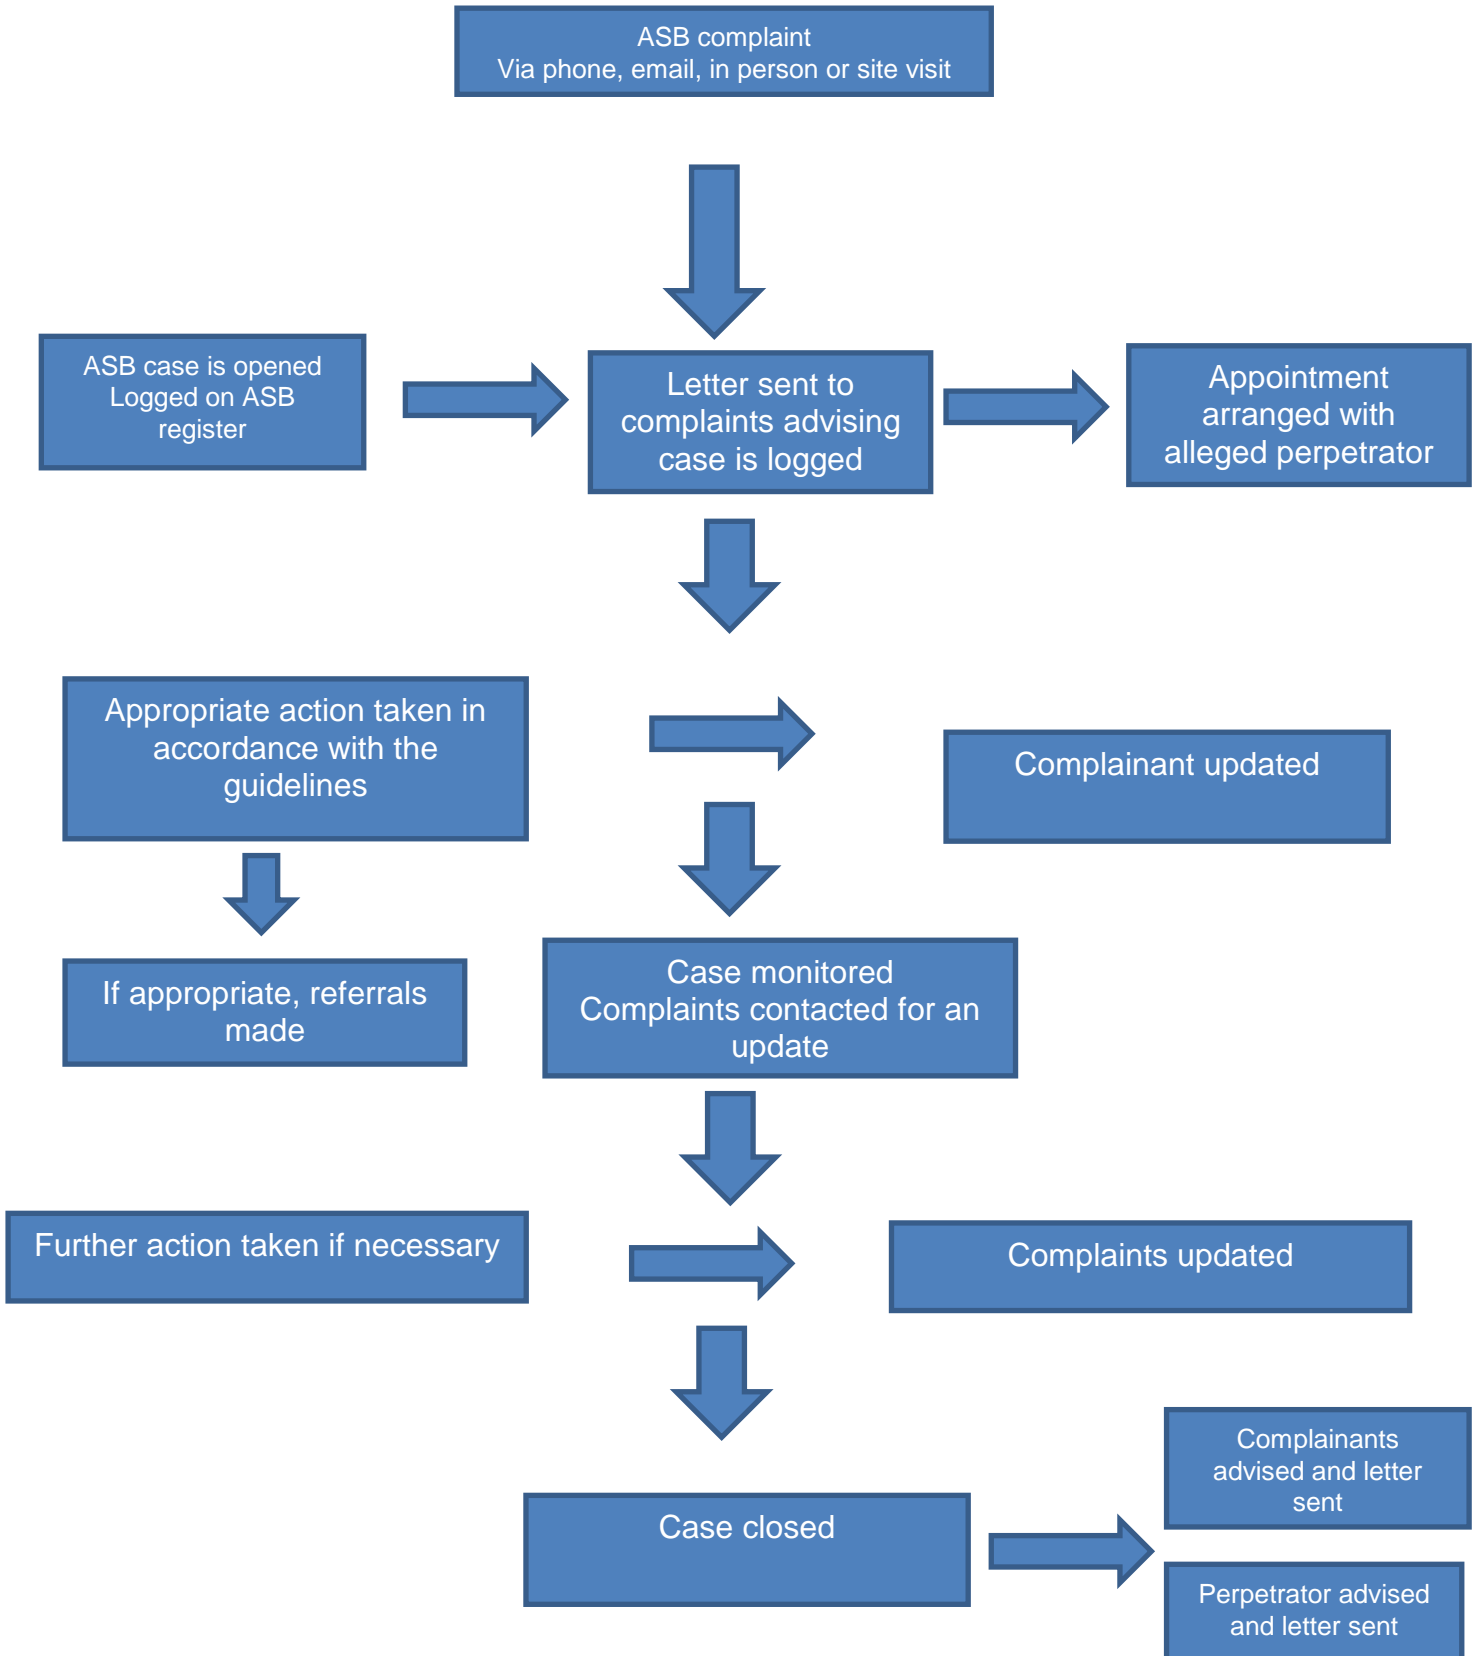 ASB complaint
Via phone, email, in person or site visit
ASB case is opened
Logged on ASB
register
Letter sent to
complaints advising
case is logged
Appointment
arranged with
alleged perpetrator
Appropriate action taken in
accordance with the
guidelines
Complainant updated
If appropriate, referrals
made
Case monitored
Complaints contacted for an
update
Further action taken if necessary
Complaints updated
Case closed
Complainants
advised and letter
sent
Perpetrator advised
and letter sent